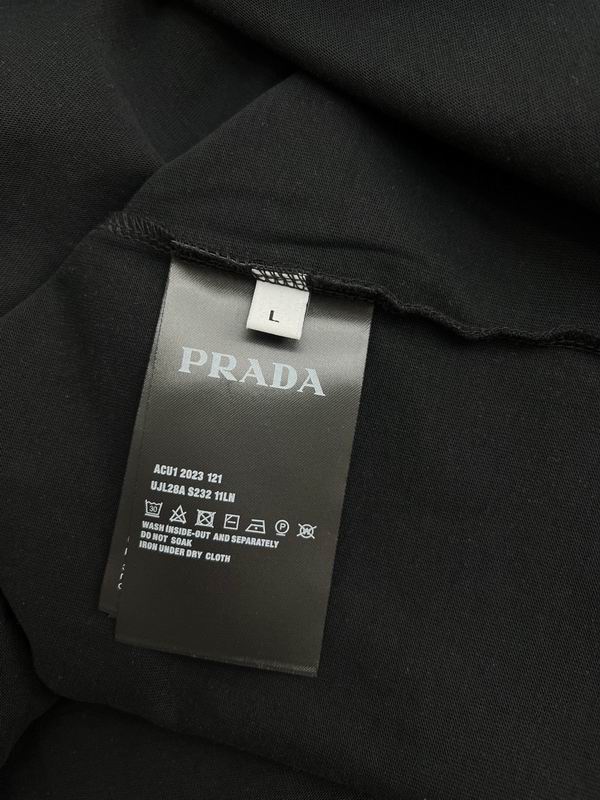 L
PRADA
ACU1 2023 121
UJL28A S232 11LN
30 P W
WASH INSIDE-OUT AND SEPARATELY
DO NOT SOAK
IRON UNDER DRY CLOTH